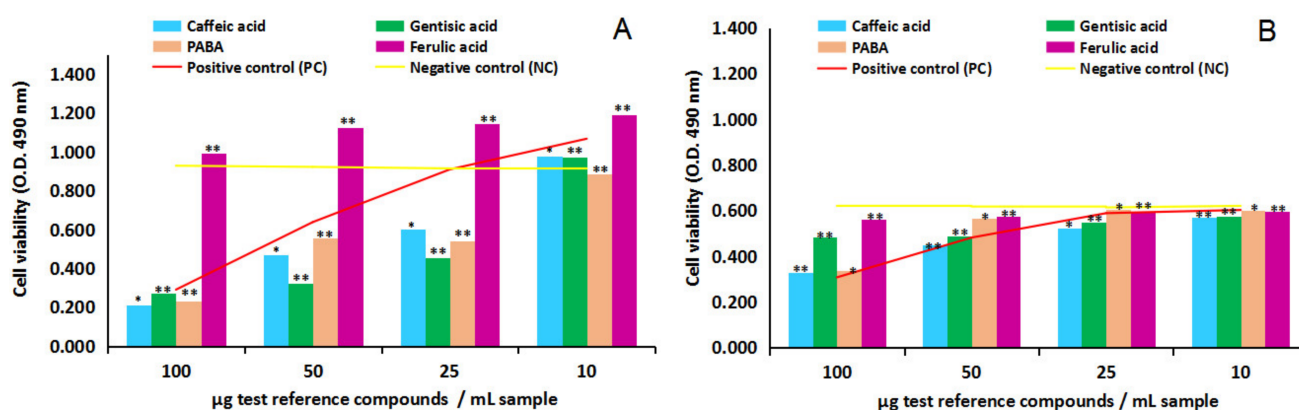 Caffeic acid
Gentisic acid
PABA
Ferulic acid
Positive control (PC)
Negative control (NC)
A
Cell viability (O.D. 490 nm)
1.400
1.200
1.000
0.800
0.600
0.400
0.200
0.000
* ** ** **
* ** ** **
* ** ** **
* ** ** **
100 50 25 10
µg test reference compounds / mL sample
Caffeic acid
Gentisic acid
PABA
Ferulic acid
Positive control (PC)
Negative control (NC)
B
Cell viability (O.D. 490 nm)
1.400
1.200
1.000
0.800
0.600
0.400
0.200
0.000
** ** * **
** ** * **
* ** * **
** ** * **
100 50 25 10
µg test reference compounds / mL sample